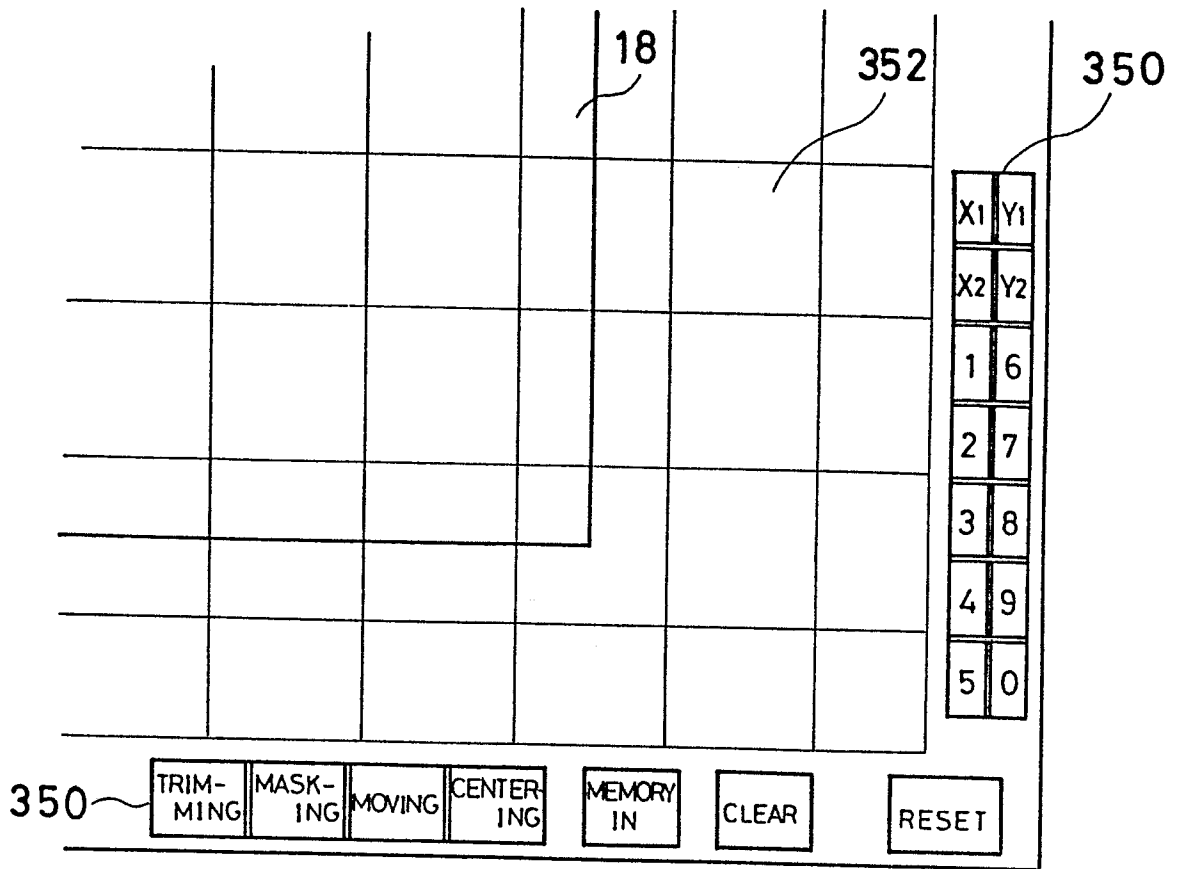 18
352
350
X1 Y1
X2 Y2
1 6
2 7
3 8
4 9
5 0
350
TRIM-
MING
MASK-
ING
MOVING
CENTER-
ING
MEMORY
IN
CLEAR
RESET